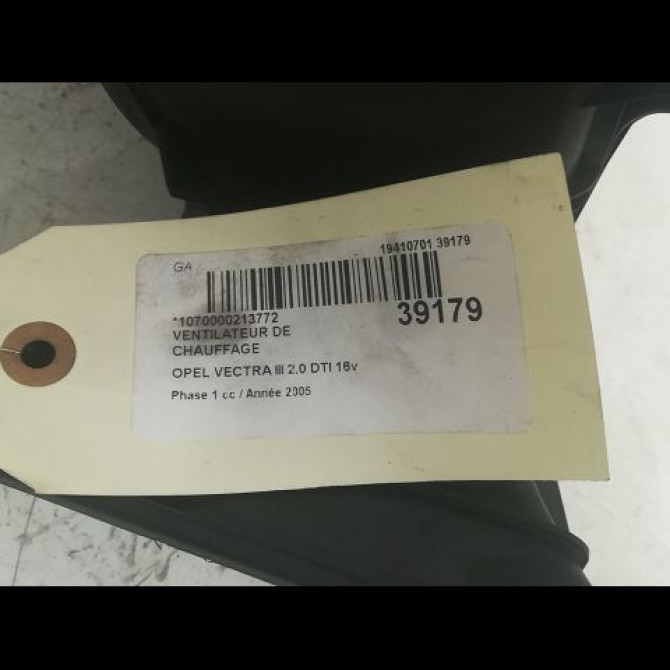 19410701 39179
GA
*1070000213772
39179
VENTILATEUR DE
CHAUFFAGE
OPEL VECTRA III 2.0 DTI 16v
Phase 1 cc / Année 2005